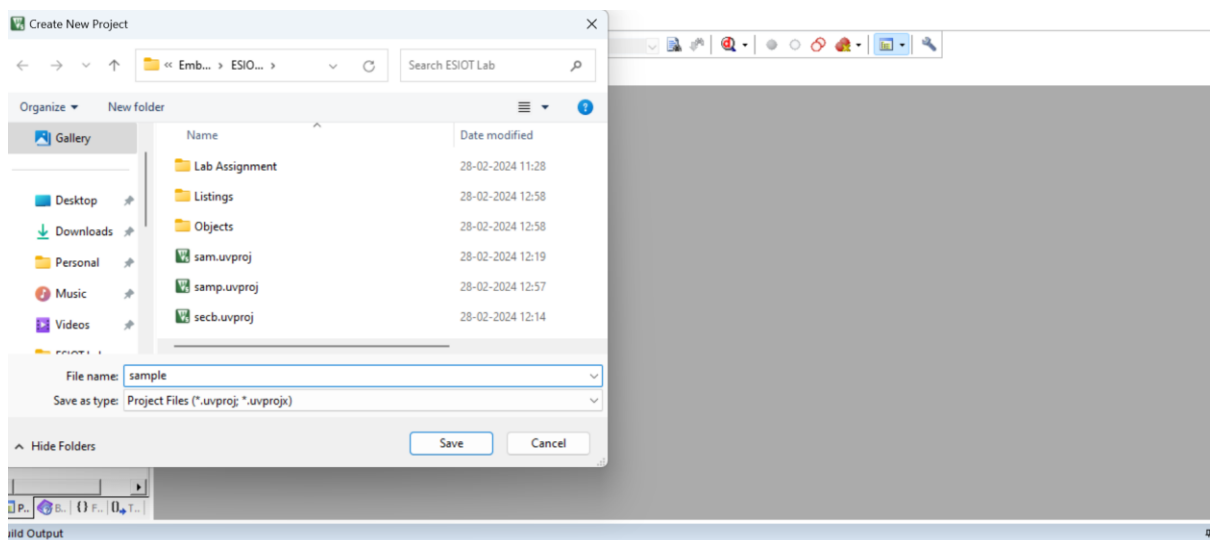 Create New Project
« Emb... › ESIO... ›
Search ESIOT Lab
Organize
New folder
Gallery
Name
Date modified
Lab Assignment
28-02-2024 11:28
Listings
28-02-2024 12:58
Desktop
Objects
28-02-2024 12:58
Downloads
sam.uvproj
28-02-2024 12:19
Personal
samp.uvproj
28-02-2024 12:57
Music
secb.uvproj
28-02-2024 12:14
Videos
File name:
sample
Save as type:
Project Files (*.uvproj; *.uvprojx)
Hide Folders
Save
Cancel
P..
B..
{} F..
T..
uild Output